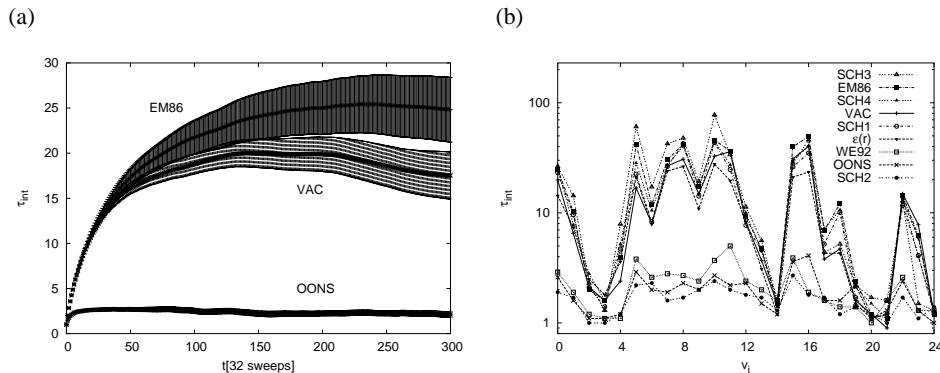 (a)
(b)
30
25
20
15
10
5
0
τint
0 50 100 150 200 250 300
t[32 sweeps]
EM86
VAC
OONS
100
10
1
τint
0 4 8 12 16 20 24
vi
SCH3
EM86
SCH4
VAC
SCH1
ε(r)
WE92
OONS
SCH2